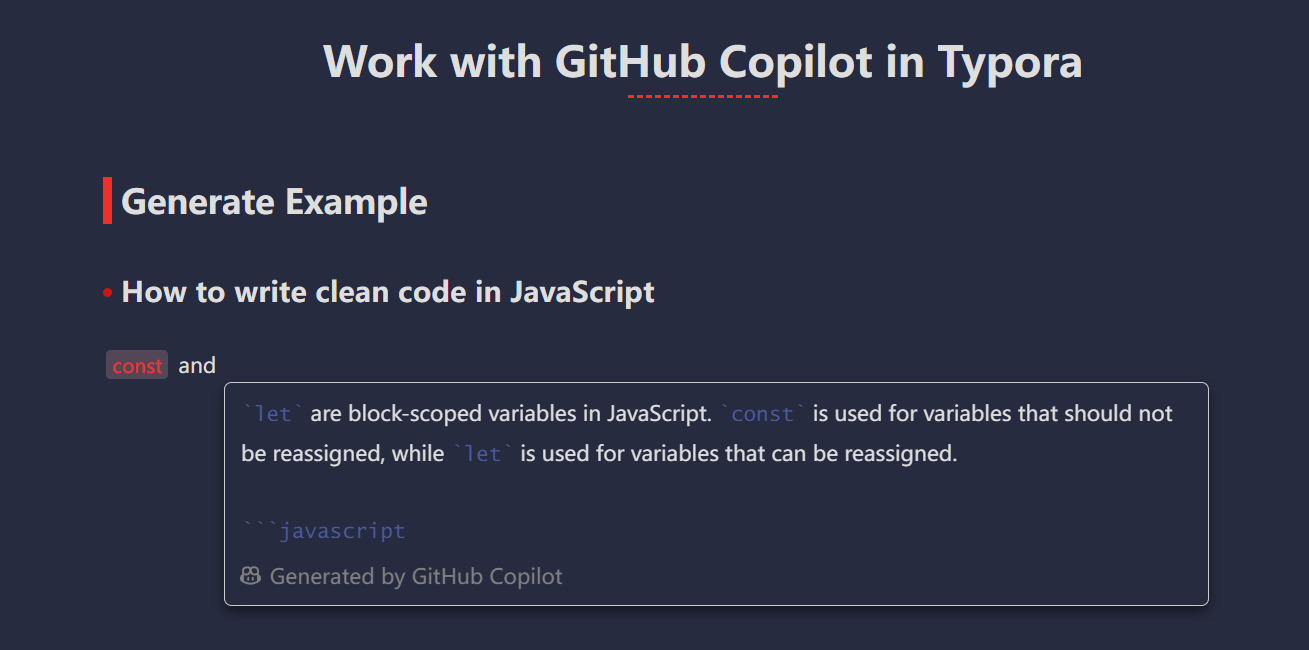 Work with GitHub Copilot in Typora
Generate Example
How to write clean code in JavaScript
const and
`let` are block-scoped variables in JavaScript. `const` is used for variables that should not
be reassigned, while `let` is used for variables that can be reassigned.
```javascript
Generated by GitHub Copilot